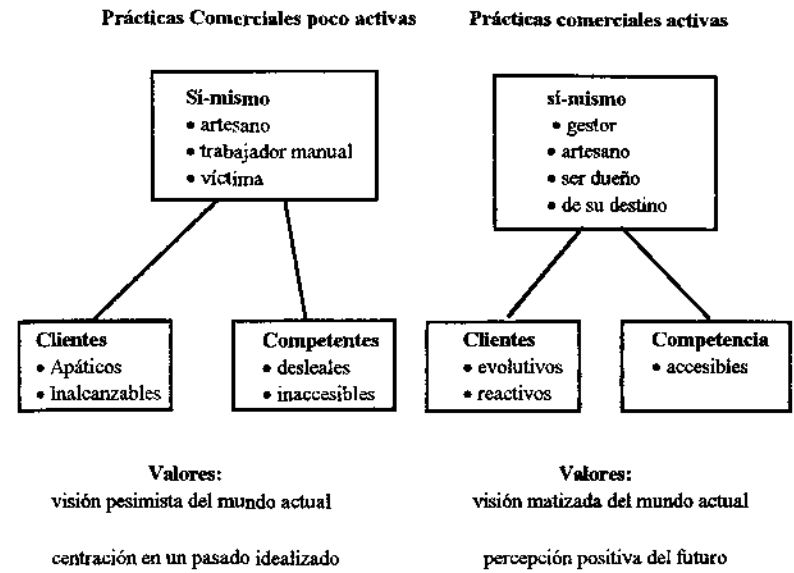 Prácticas Comerciales poco activas
Prácticas comerciales activas
Sí-mismo
• artesano
• trabajador manual
• víctima
sí-mismo
• gestor
• artesano
• ser dueño
• de su destino
Clientes
• Apáticos
• Inalcanzables
Competentes
• desleales
• inaccesibles
Clientes
• evolutivos
• reactivos
Competencia
• accesibles
Valores:
visión pesimista del mundo actual
centración en un pasado idealizado
Valores:
visión matizada del mundo actual
percepción positiva del futuro